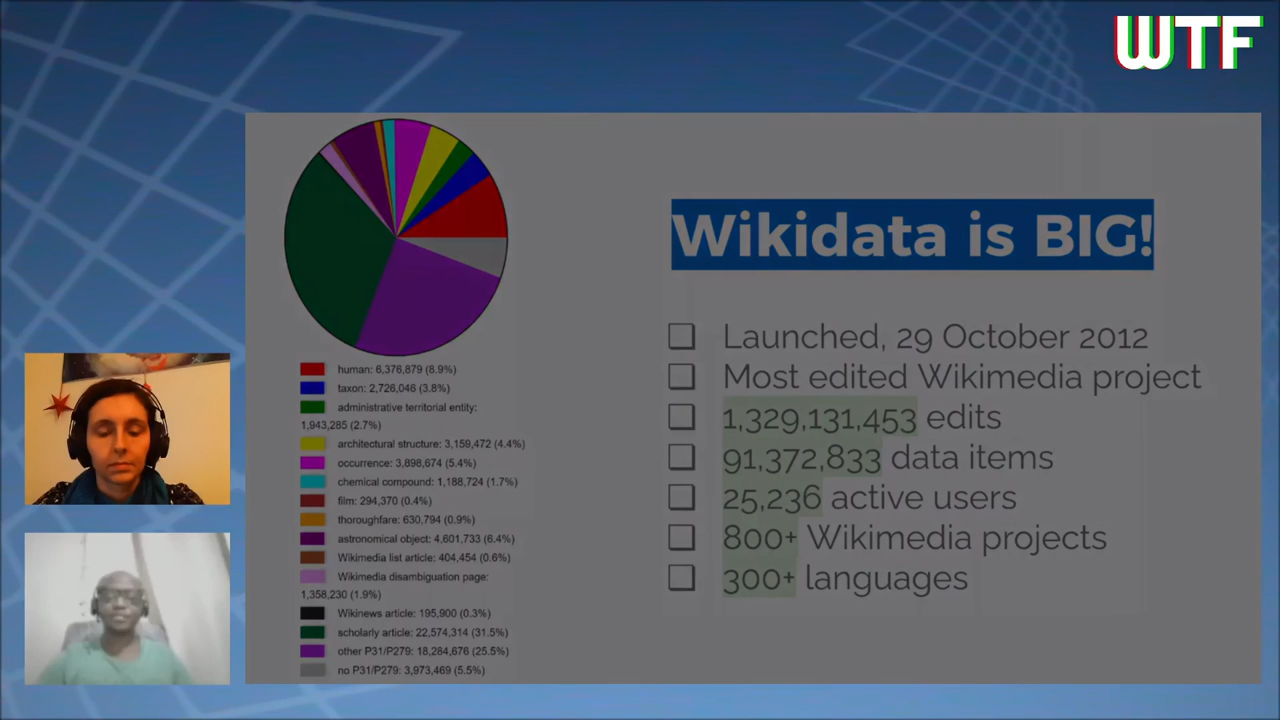 WTF
human: 6,376,879 (8.9%)
taxon: 2,726,046 (3.8%)
administrative territorial entity:
1,943,285 (2.7%)
architectural structure: 3,159,472 (4.4%)
occurrence: 3,898,674 (5.4%)
chemical compound: 1,188,724 (1.7%)
film: 294,370 (0.4%)
thoroughfare: 630,794 (0.9%)
astronomical object: 4,601,733 (6.4%)
Wikimedia list article: 404,454 (0.6%)
Wikimedia disambiguation page:
1,358,230 (1.9%)
Wikinews article: 195,900 (0.3%)
scholarly article: 22,574,314 (31.5%)
other P31/P279: 18,284,676 (25.5%)
no P31/P279: 3,973,469 (5.5%)
Wikidata is BIG!
Launched, 29 October 2012
Most edited Wikimedia project
1,329,131,453 edits
91,372,833 data items
25,236 active users
800+ Wikimedia projects
300+ languages